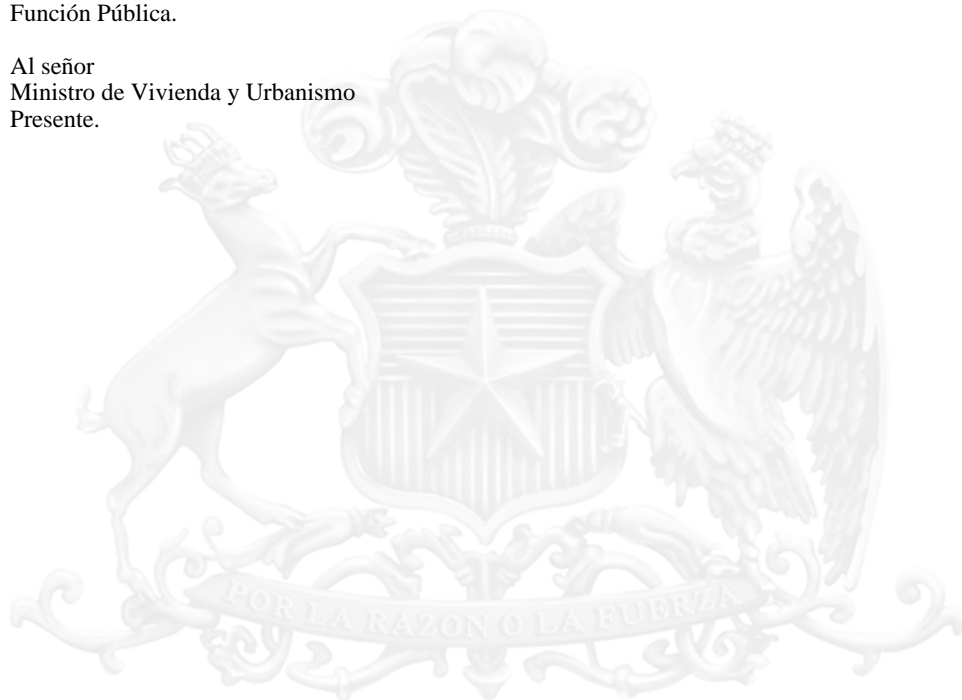 Función Pública.
Al señor
Ministro de Vivienda y Urbanismo
Presente.
POR LA RAZON O LA FUERZA